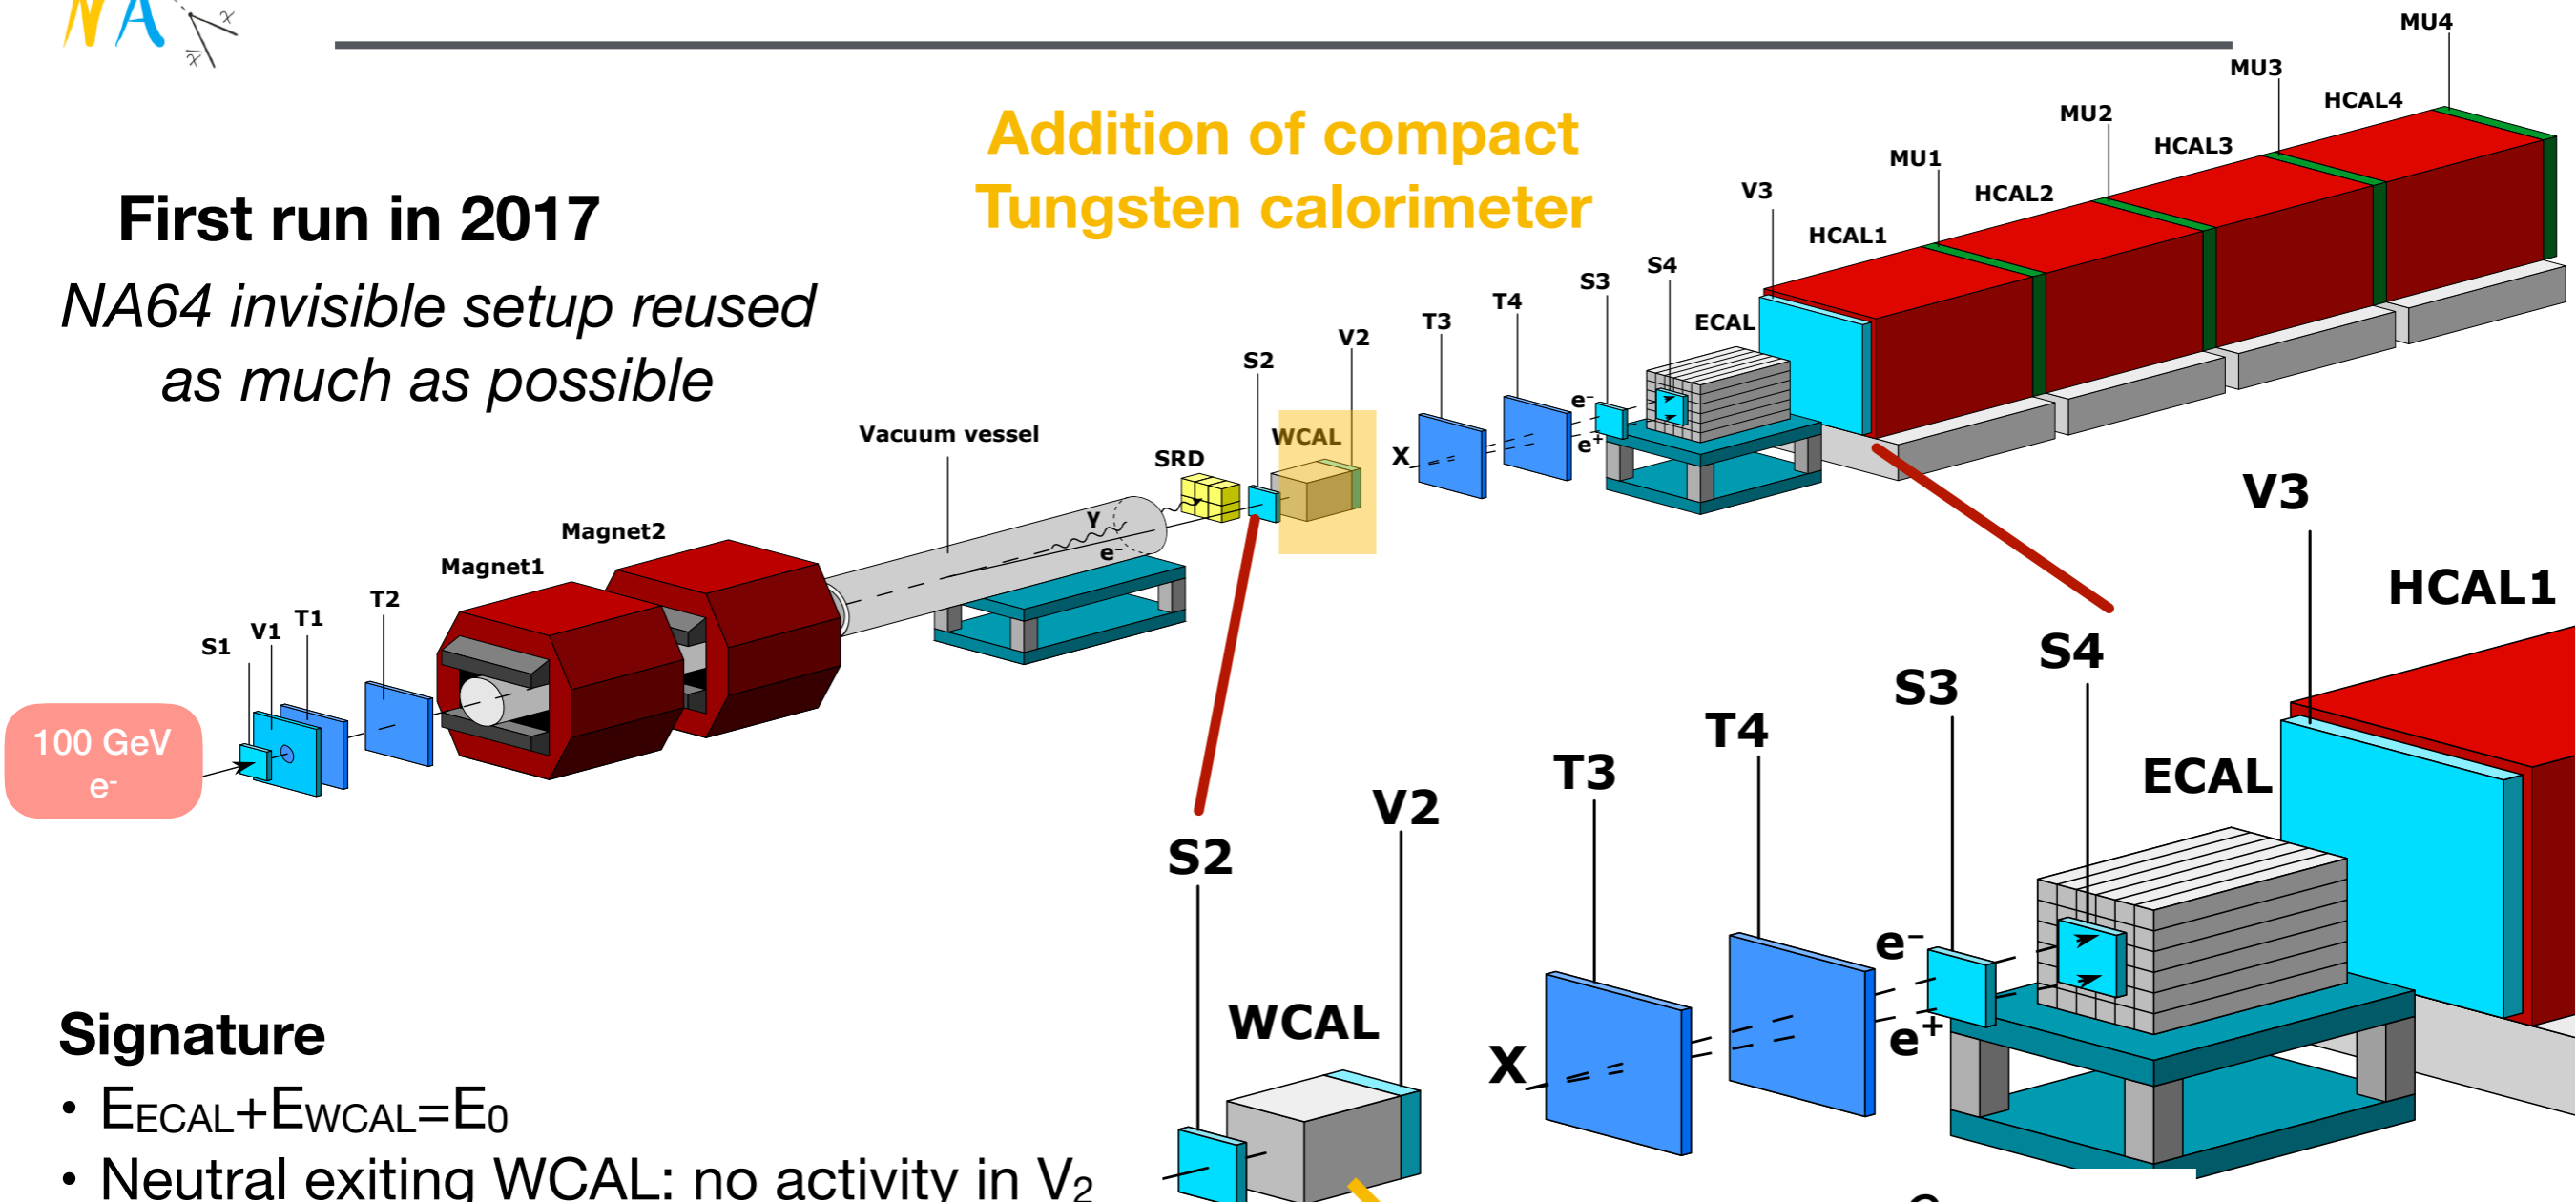 NA
χ
χ̄
Addition of compact
Tungsten calorimeter
First run in 2017
NA64 invisible setup reused
as much as possible
MU4
MU3
HCAL4
MU2
HCAL3
MU1
HCAL2
V3
HCAL1
S4
S3
ECAL
T4
T3
V2
S2
WCAL
X
e⁻
e⁺
Vacuum vessel
SRD
γ
e⁻
Magnet2
Magnet1
T2
T1
V1
S1
100 GeV
e⁻
V3
HCAL1
S4
S3
T4
T3
ECAL
V2
S2
WCAL
X
e⁻
e⁺
Signature
• E_ECAL+E_WCAL=E₀
• Neutral exiting WCAL: no activity in V₂